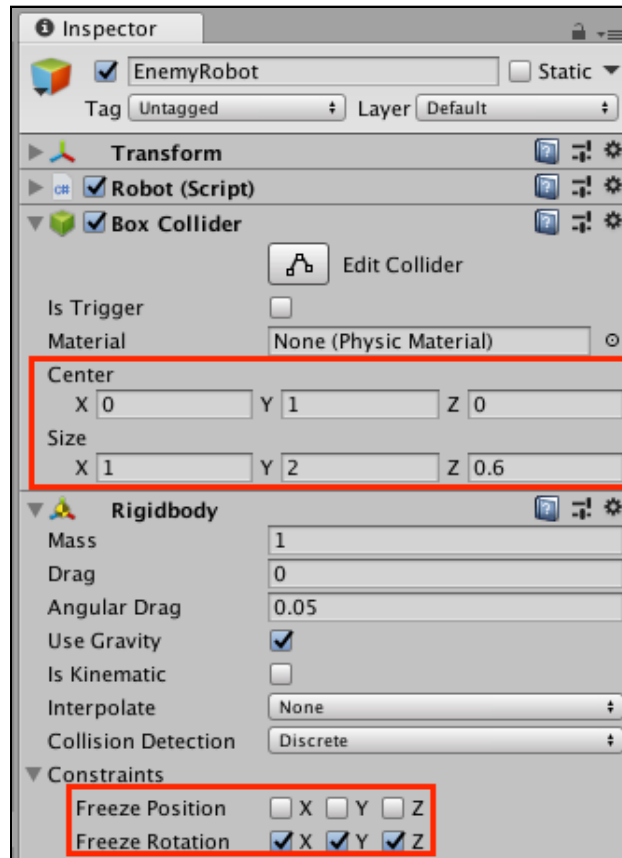 Inspector
EnemyRobot Static
Tag Untagged Layer Default
Transform
c# Robot (Script)
Box Collider
Edit Collider
Is Trigger
Material None (Physic Material)
Center
X 0 Y 1 Z 0
Size
X 1 Y 2 Z 0.6
Rigidbody
Mass 1
Drag 0
Angular Drag 0.05
Use Gravity
Is Kinematic
Interpolate None
Collision Detection Discrete
Constraints
Freeze Position X Y Z
Freeze Rotation X Y Z